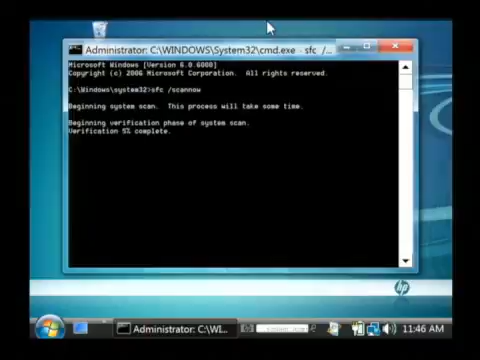 Administrator: C:\WINDOWS\System32\cmd.exe - sfc /...
Microsoft Windows [Version 6.0.6000]
Copyright (c) 2006 Microsoft Corporation. All rights reserved.
C:\Windows\system32>sfc /scannow
Beginning system scan. This process will take some time.
Beginning verification phase of system scan.
Verification 5% complete.
hp
Administrator: C:\WI...
11:46 AM